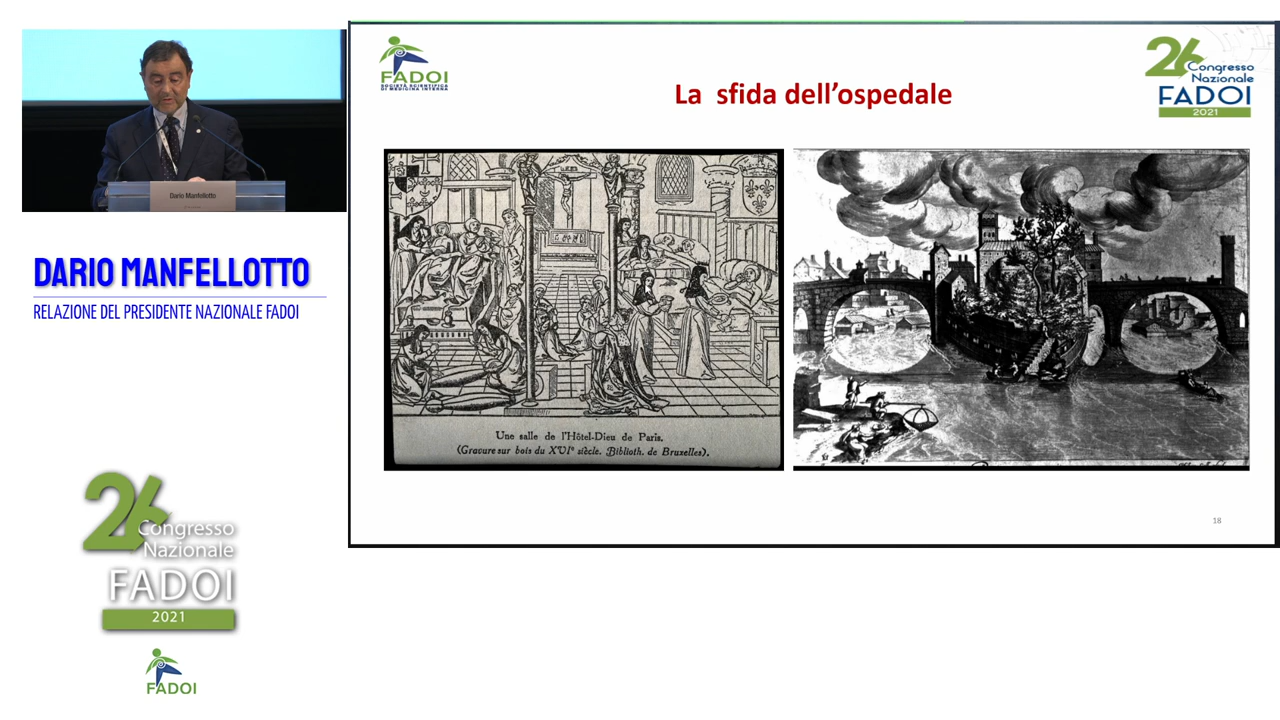 Dario Manfellotto
DARIO MANFELLOTTO
RELAZIONE DEL PRESIDENTE NAZIONALE FADOI
26
Congresso
Nazionale
FADOI
2021
FADOI
FADOI
SOCIETÀ SCIENTIFICA
DI MEDICINA INTERNA
La sfida dell'ospedale
26
Congresso
Nazionale
FADOI
2021
Une salle de l'Hôtel-Dieu de Paris.
(Gravure sur bois du XVIe siècle. Biblioth. de Bruxelles).
18